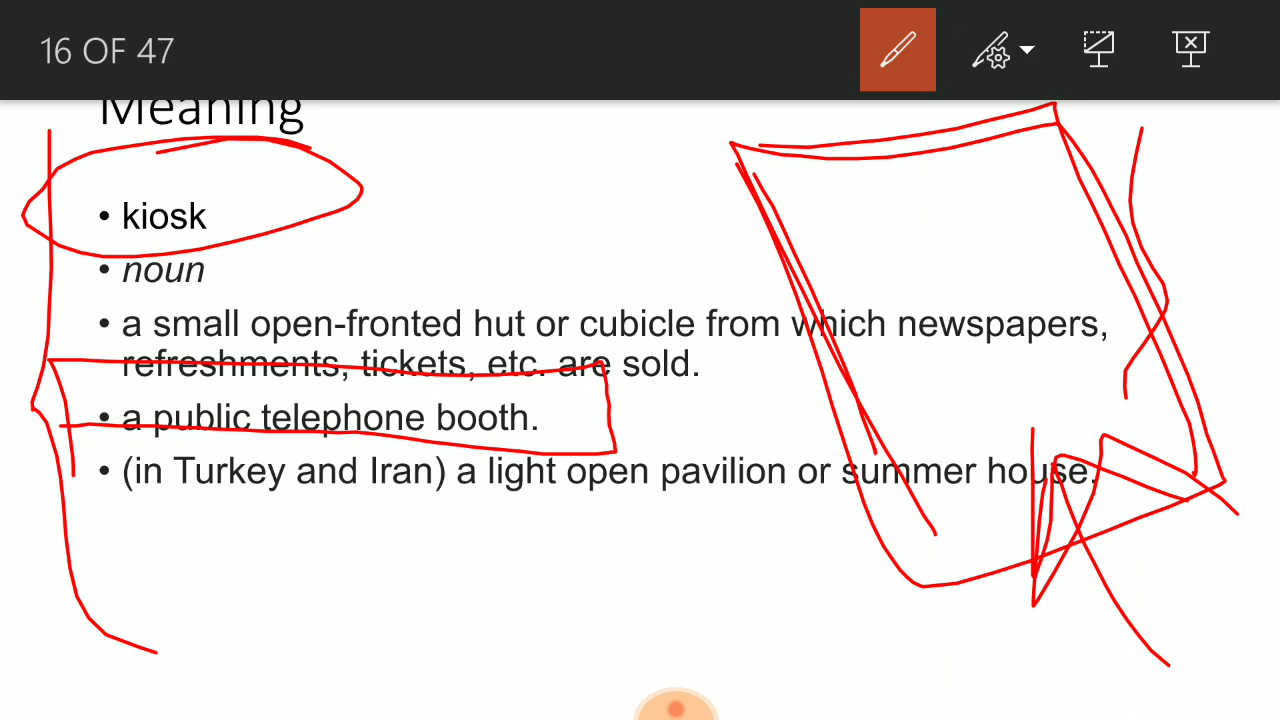 16 OF 47
Meaning
• kiosk
• noun
• a small open-fronted hut or cubicle from which newspapers,
refreshments, tickets, etc. are sold.
• a public telephone booth.
• (in Turkey and Iran) a light open pavilion or summer house.